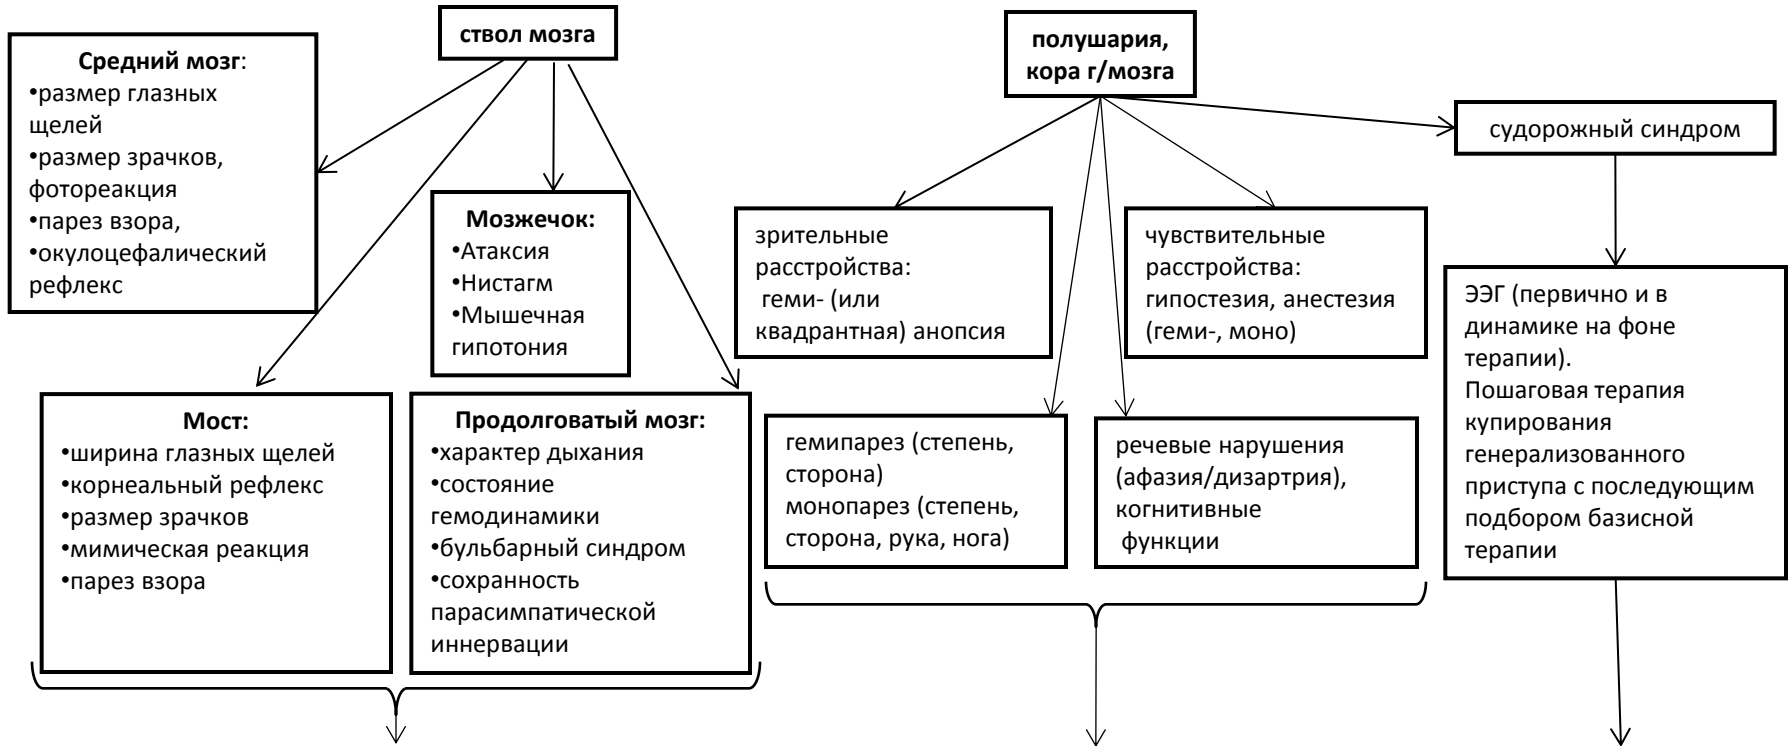 ствол мозга
Средний мозг:
•размер глазных
щелей
•размер зрачков,
фотореакция
•парез взора,
•окулоцефалический
рефлекс
Мозжечок:
•Атаксия
•Нистагм
•Мышечная
гипотония
Мост:
•ширина глазных щелей
•корнеальный рефлекс
•размер зрачков
•мимическая реакция
•парез взора
Продолговатый мозг:
•характер дыхания
•состояние
гемодинамики
•бульбарный синдром
•сохранность
парасимпатической
иннервации
полушария,
кора г/мозга
зрительные
расстройства:
геми- (или
квадрантная) анопсия
чувствительные
расстройства:
гипостезия, анестезия
(геми-, моно)
гемипарез (степень,
сторона)
монопарез (степень,
сторона, рука, нога)
речевые нарушения
(афазия/дизартрия),
когнитивные
функции
судорожный синдром
ЭЭГ (первично и в
динамике на фоне
терапии).
Пошаговая терапия
купирования
генерализованного
приступа с последующим
подбором базисной
терапии